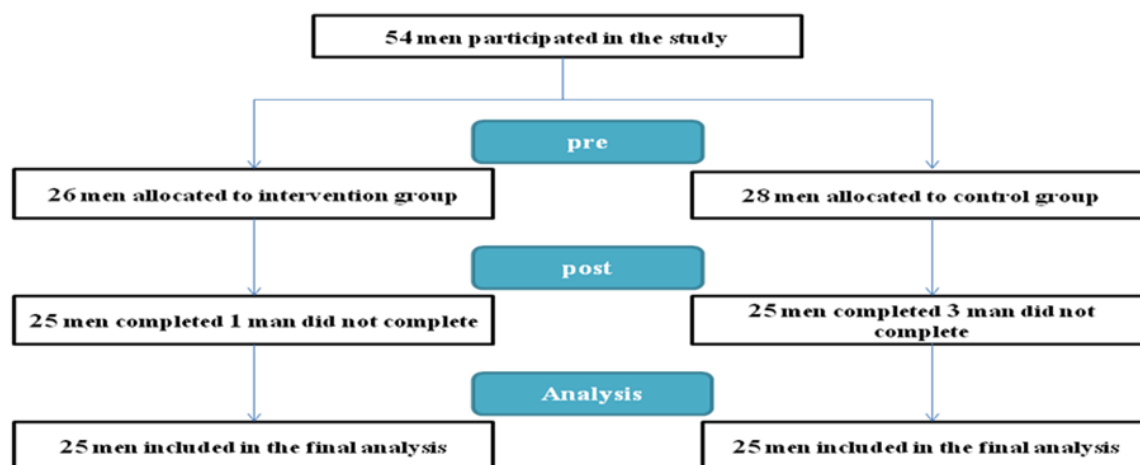 54 men participated in the study
pre
26 men allocated to intervention group
28 men allocated to control group
post
25 men completed 1 man did not complete
25 men completed 3 man did not
complete
Analysis
25 men included in the final analysis
25 men included in the final analysis